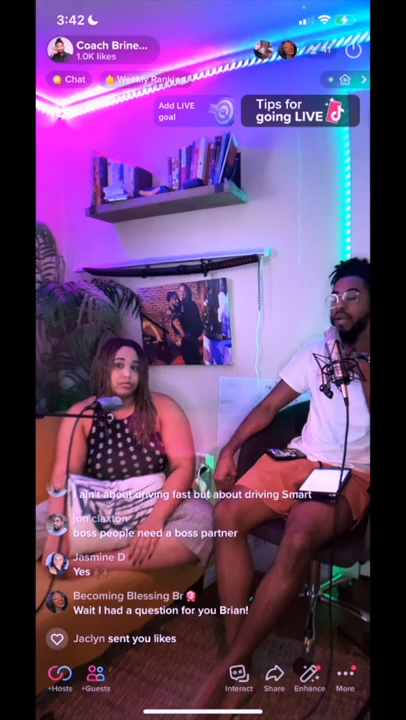 3:42
Coach Brine...
1.0K likes
Chat
Weekly Ranking
Add LIVE
goal
Tips for
going LIVE
ain't about driving fast but about driving Smart
jon claxton
boss people need a boss partner
Jasmine D
Yes
Becoming Blessing Br
Wait I had a question for you Brian!
Jaclyn sent you likes
+Hosts
+Guests
Interact
Share
Enhance
More